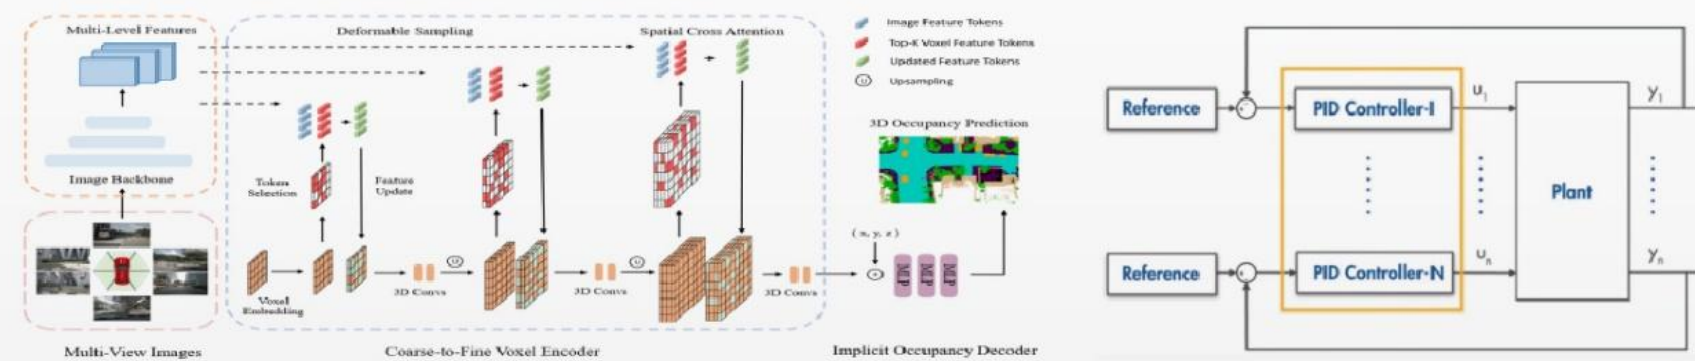 Multi-Level Features
Image Backbone
Multi-View Images
Deformable Sampling
Spatial Cross Attention
Token
Selection
Feature
Update
Voxel
Embedding
3D Convs
U
3D Convs
U
3D Convs
Coarse-to-Fine Voxel Encoder
Image Feature Tokens
Top-K Voxel Feature Tokens
Updated Feature Tokens
U Upsampling
3D Occupancy Prediction
(x, y, z)
MLP
MLP
MLP
Implicit Occupancy Decoder
Reference
PID Controller-1
u1
y1
Plant
Reference
PID Controller-N
un
yn